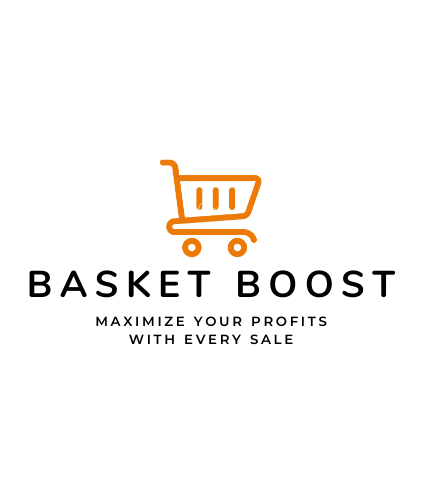 BASKET BOOST
MAXIMIZE YOUR PROFITS
WITH EVERY SALE